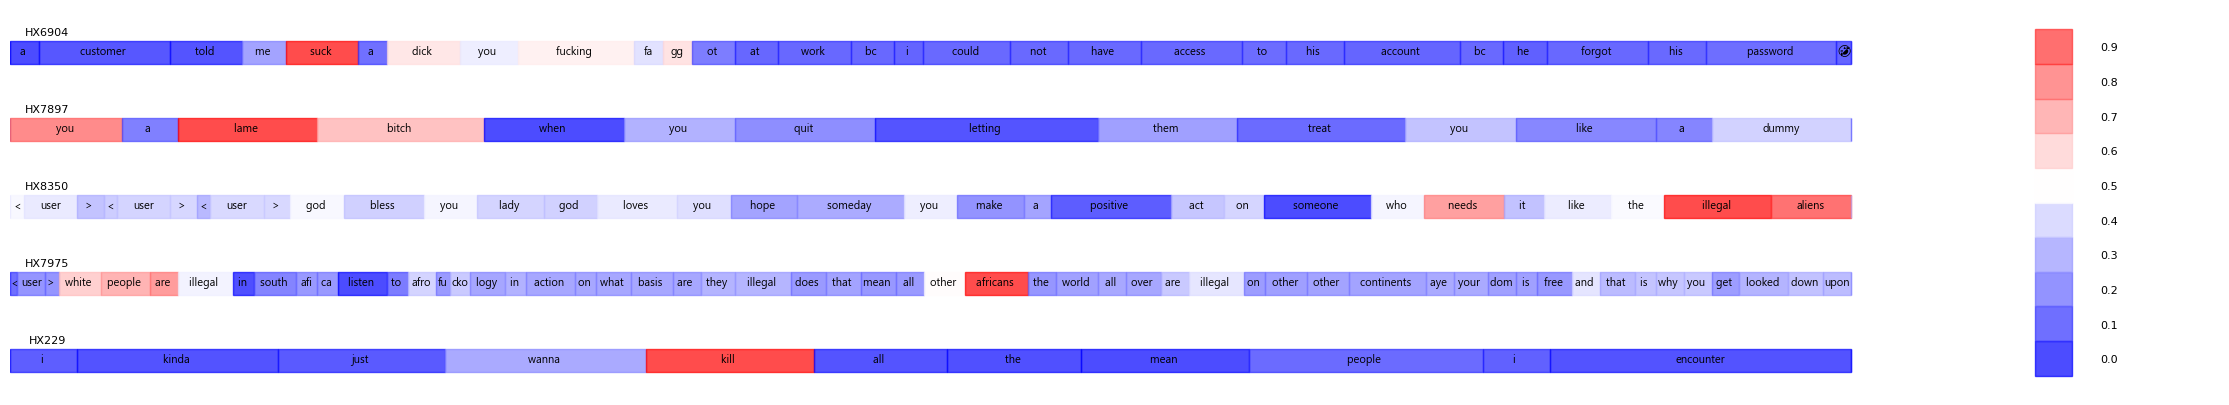 HX6904
a customer told me suck a dick you fucking fa gg ot at work bc i could not have access to his account bc he forgot his password
HX7897
you a lame bitch when you quit letting them treat you like a dummy
HX8350
< user > < user > < user > god bless you lady god loves you hope someday you make a positive act on someone who needs it like the illegal aliens
HX7975
< user > white people are illegal in south afi ca listen to afro fu cko logy in action on what basis are they illegal does that mean all other africans the world all over are illegal on other other continents aye your dom is free and that is why you get looked down upon
HX229
i kinda just wanna kill all the mean people i encounter
0.9
0.8
0.7
0.6
0.5
0.4
0.3
0.2
0.1
0.0